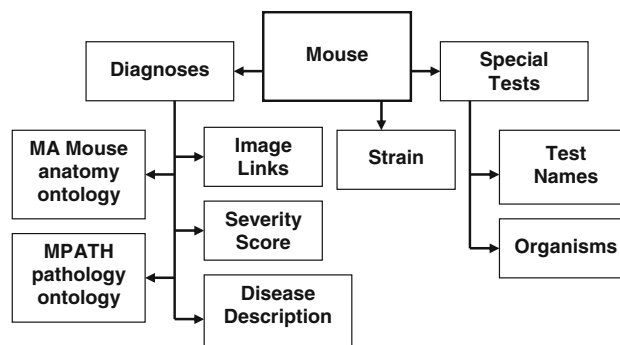 Mouse
Diagnoses
Special
Tests
MA Mouse
anatomy
ontology
Image
Links
Strain
Test
Names
Severity
Score
MPATH
pathology
ontology
Organisms
Disease
Description